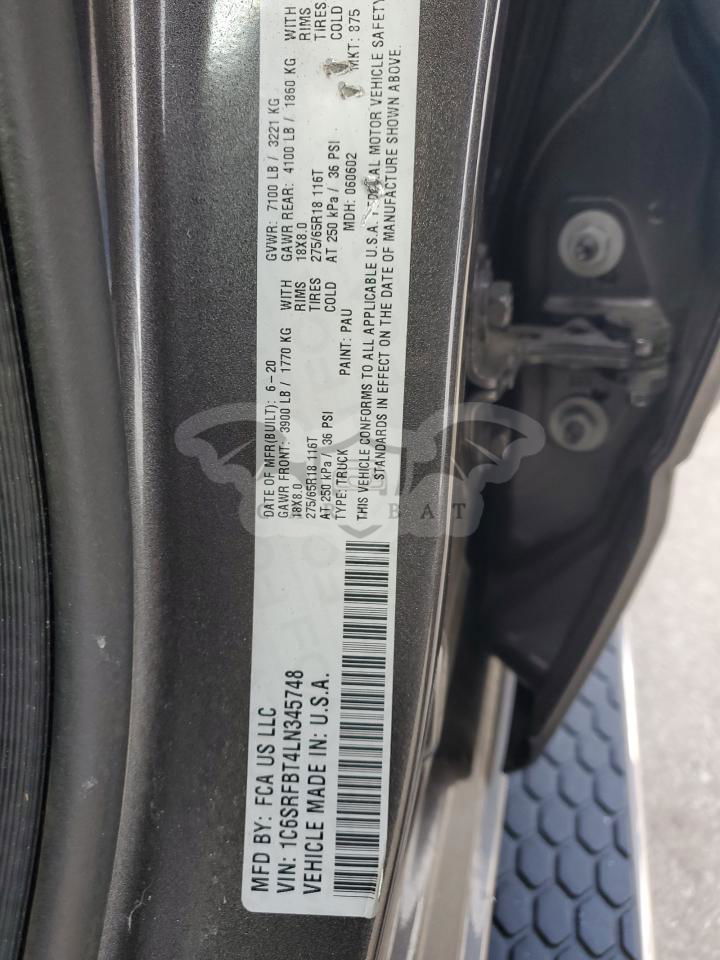 MFD BY: FCA US LLC
VIN: 1C6SRFBT4LN345748
VEHICLE MADE IN: U.S.A.
DATE OF MFR(BUILT): 6-20 GVWR: 7100 LB / 3221 KG
GAWR FRONT: 3900 LB / 1770 KG WITH GAWR REAR: 4100 LB / 1860 KG WITH
18X8.0 RIMS 18X8.0 RIMS
275/65R18 116T TIRES 275/65R18 116T TIRES
AT 250 kPa / 36 PSI COLD AT 250 kPa / 36 PSI COLD
TYPE: TRUCK PAINT: PAU MDH: 060602 MKT: 875
THIS VEHICLE CONFORMS TO ALL APPLICABLE U.S.A. FEDERAL MOTOR VEHICLE SAFETY
STANDARDS IN EFFECT ON THE DATE OF MANUFACTURE SHOWN ABOVE.